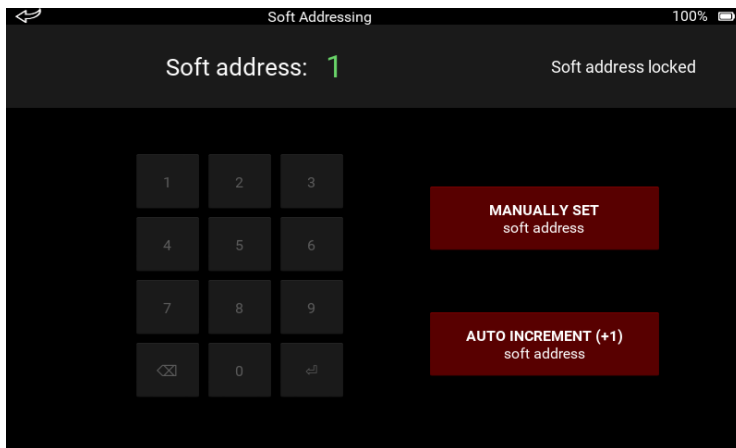 Soft Addressing
100%
Soft address: 1
Soft address locked
1 2 3
4 5 6
7 8 9
⌫ 0 ⏎
MANUALLY SET
soft address
AUTO INCREMENT (+1)
soft address